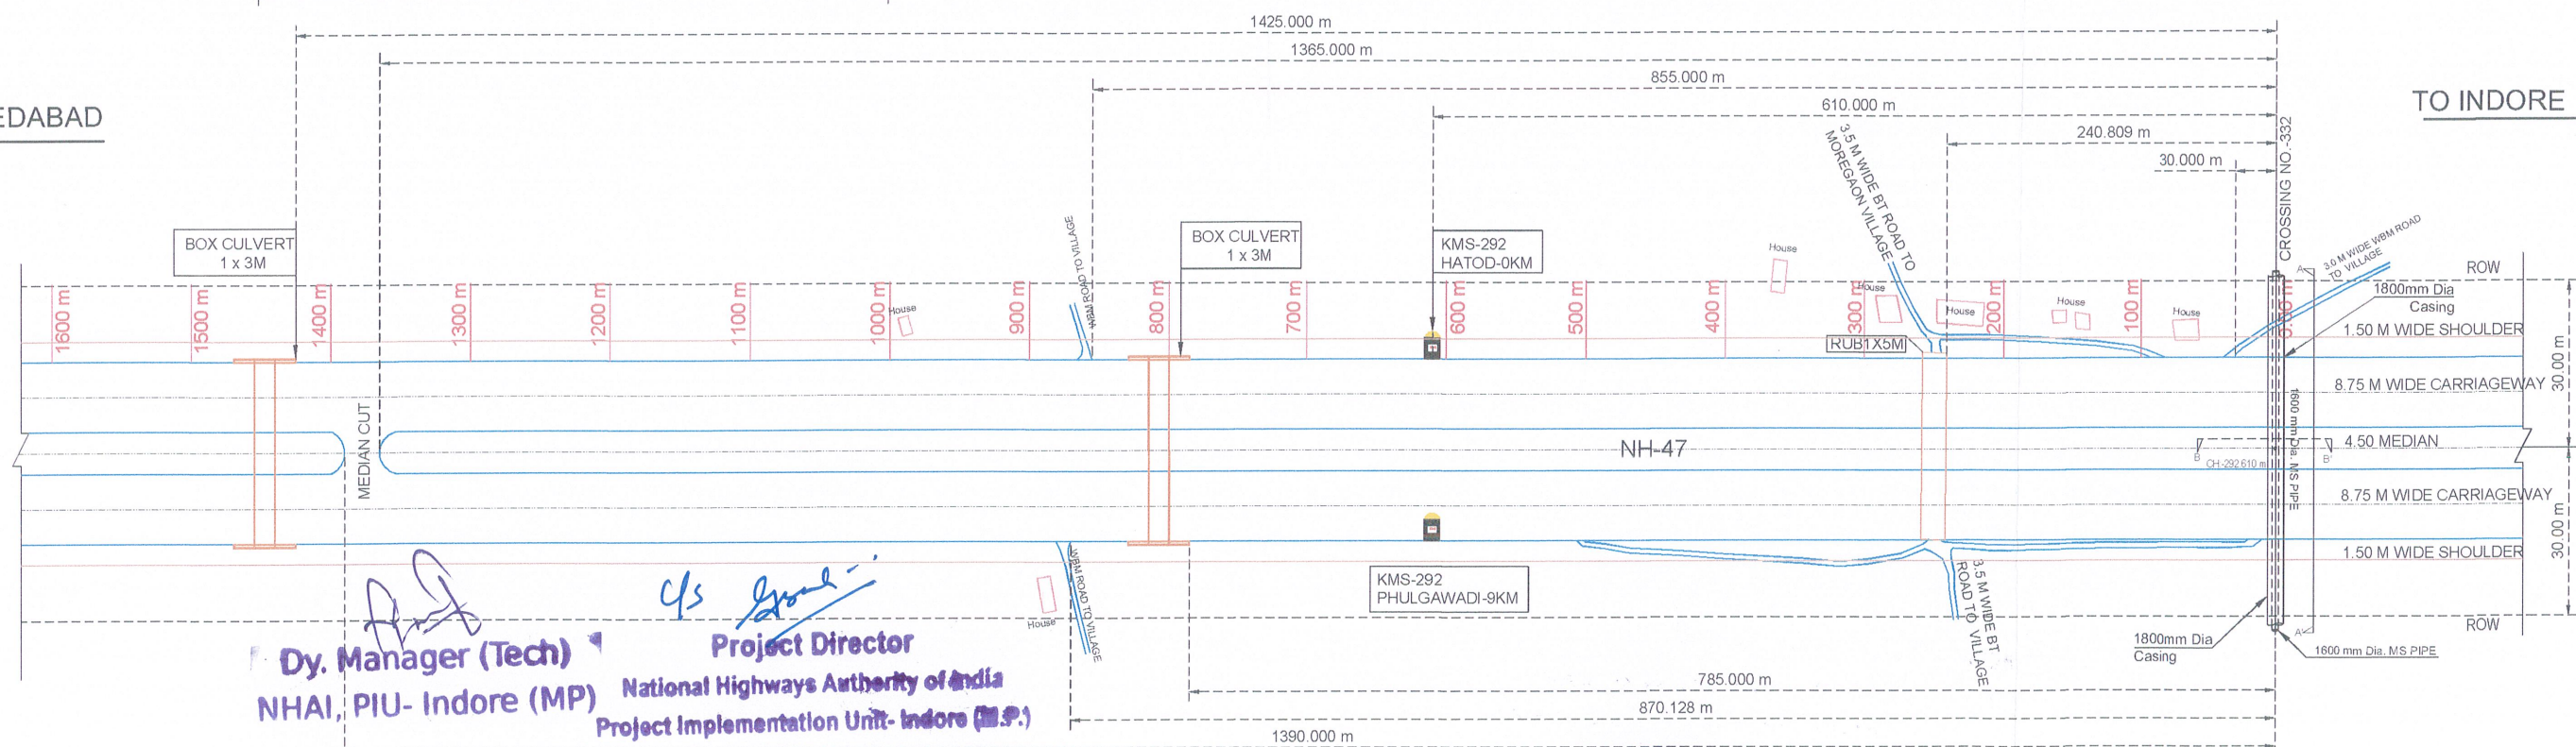 1425.000 m
1365.000 m
855.000 m
610.000 m
240.809 m
30.000 m
EDABAD
TO INDORE
CROSSING NO.-332
3.5 M WIDE BT ROAD TO
MOREGAON VILLAGE
WBM ROAD TO VILLAGE
3.0 M WIDE WBM ROAD
TO VILLAGE
BOX CULVERT
1 x 3M
BOX CULVERT
1 x 3M
KMS-292
HATOD-0KM
House
House
House
House
House
House
A
ROW
1600 m
1500 m
1400 m
1300 m
1200 m
1100 m
1000 m
900 m
800 m
700 m
600 m
500 m
400 m
300 m
200 m
100 m
1800mm Dia
Casing
1.50 M WIDE SHOULDER
RUB1X5M
30.00 m
8.75 M WIDE CARRIAGEWAY
1600 mm Dia. MS PIPE
MEDIAN CUT
NH-47
4.50 MEDIAN
B
B'
CH-292.610 m
8.75 M WIDE CARRIAGEWAY
30.00 m
1.50 M WIDE SHOULDER
WBM ROAD TO VILLAGE
House
KMS-292
PHULGAWADI-9KM
3.5 M WIDE BT
ROAD TO VILLAGE
ROW
A'
1800mm Dia
Casing
1600 mm Dia. MS PIPE
C/s
Dy. Manager (Tech)
NHAI, PIU- Indore (MP)
Project Director
National Highways Authority of India
Project Implementation Unit- Indore (M.P.)
785.000 m
870.128 m
1390.000 m